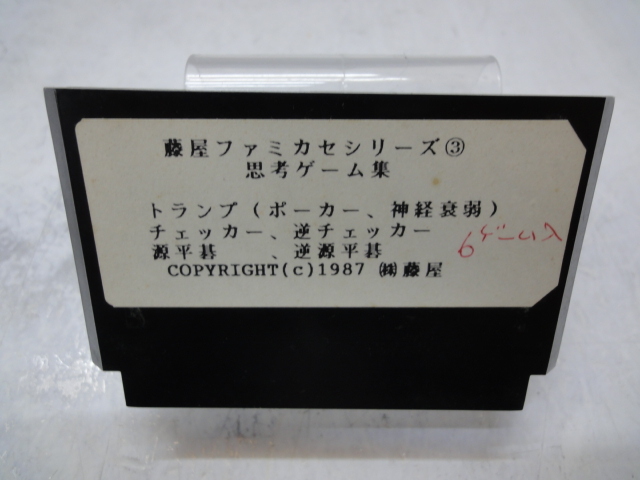 藤屋ファミカセシリーズ③
思考ゲーム集
トランプ（ポーカー、神経衰弱）
チェッカー、逆チェッカー
源平碁　　、逆源平碁
6ゲーム入
COPYRIGHT(c)1987 ㈱藤屋